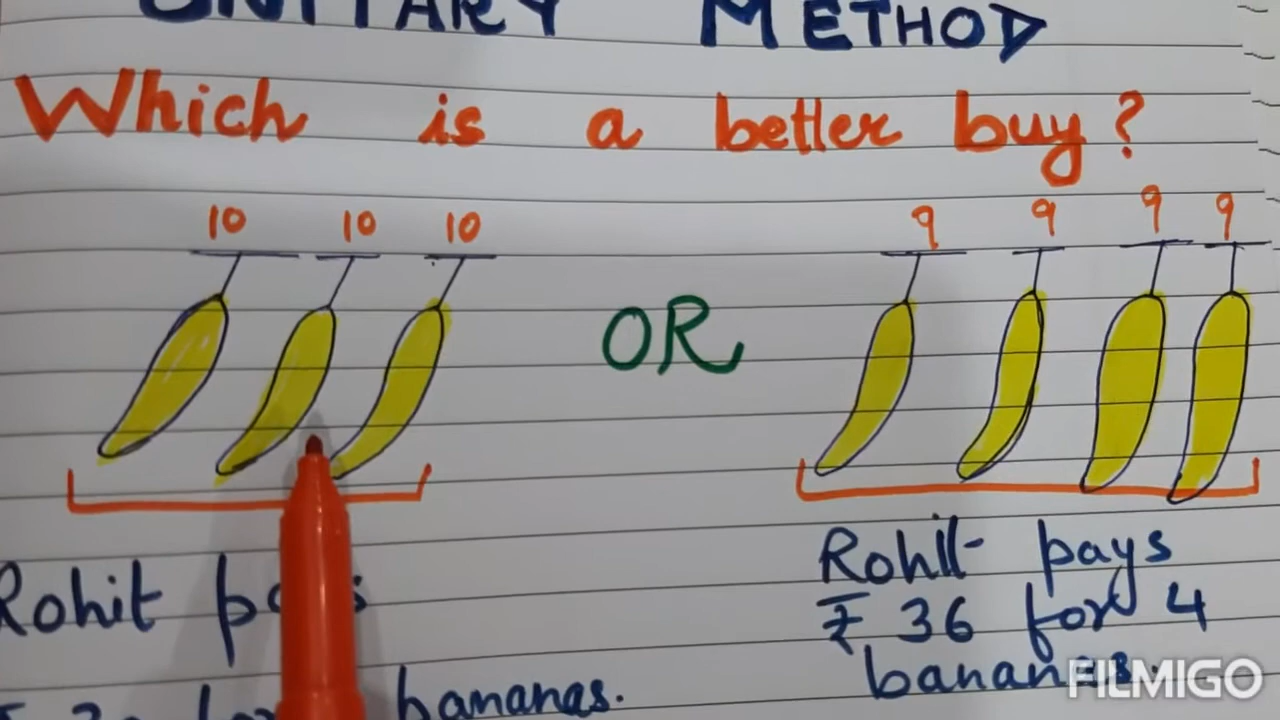 UNITARY METHOD
Which is a better buy?
10 10 10 9 9 9 9
OR
Rohit pays
₹ 36 for 4
bananas.
Rohit
bananas.
FILMIGO